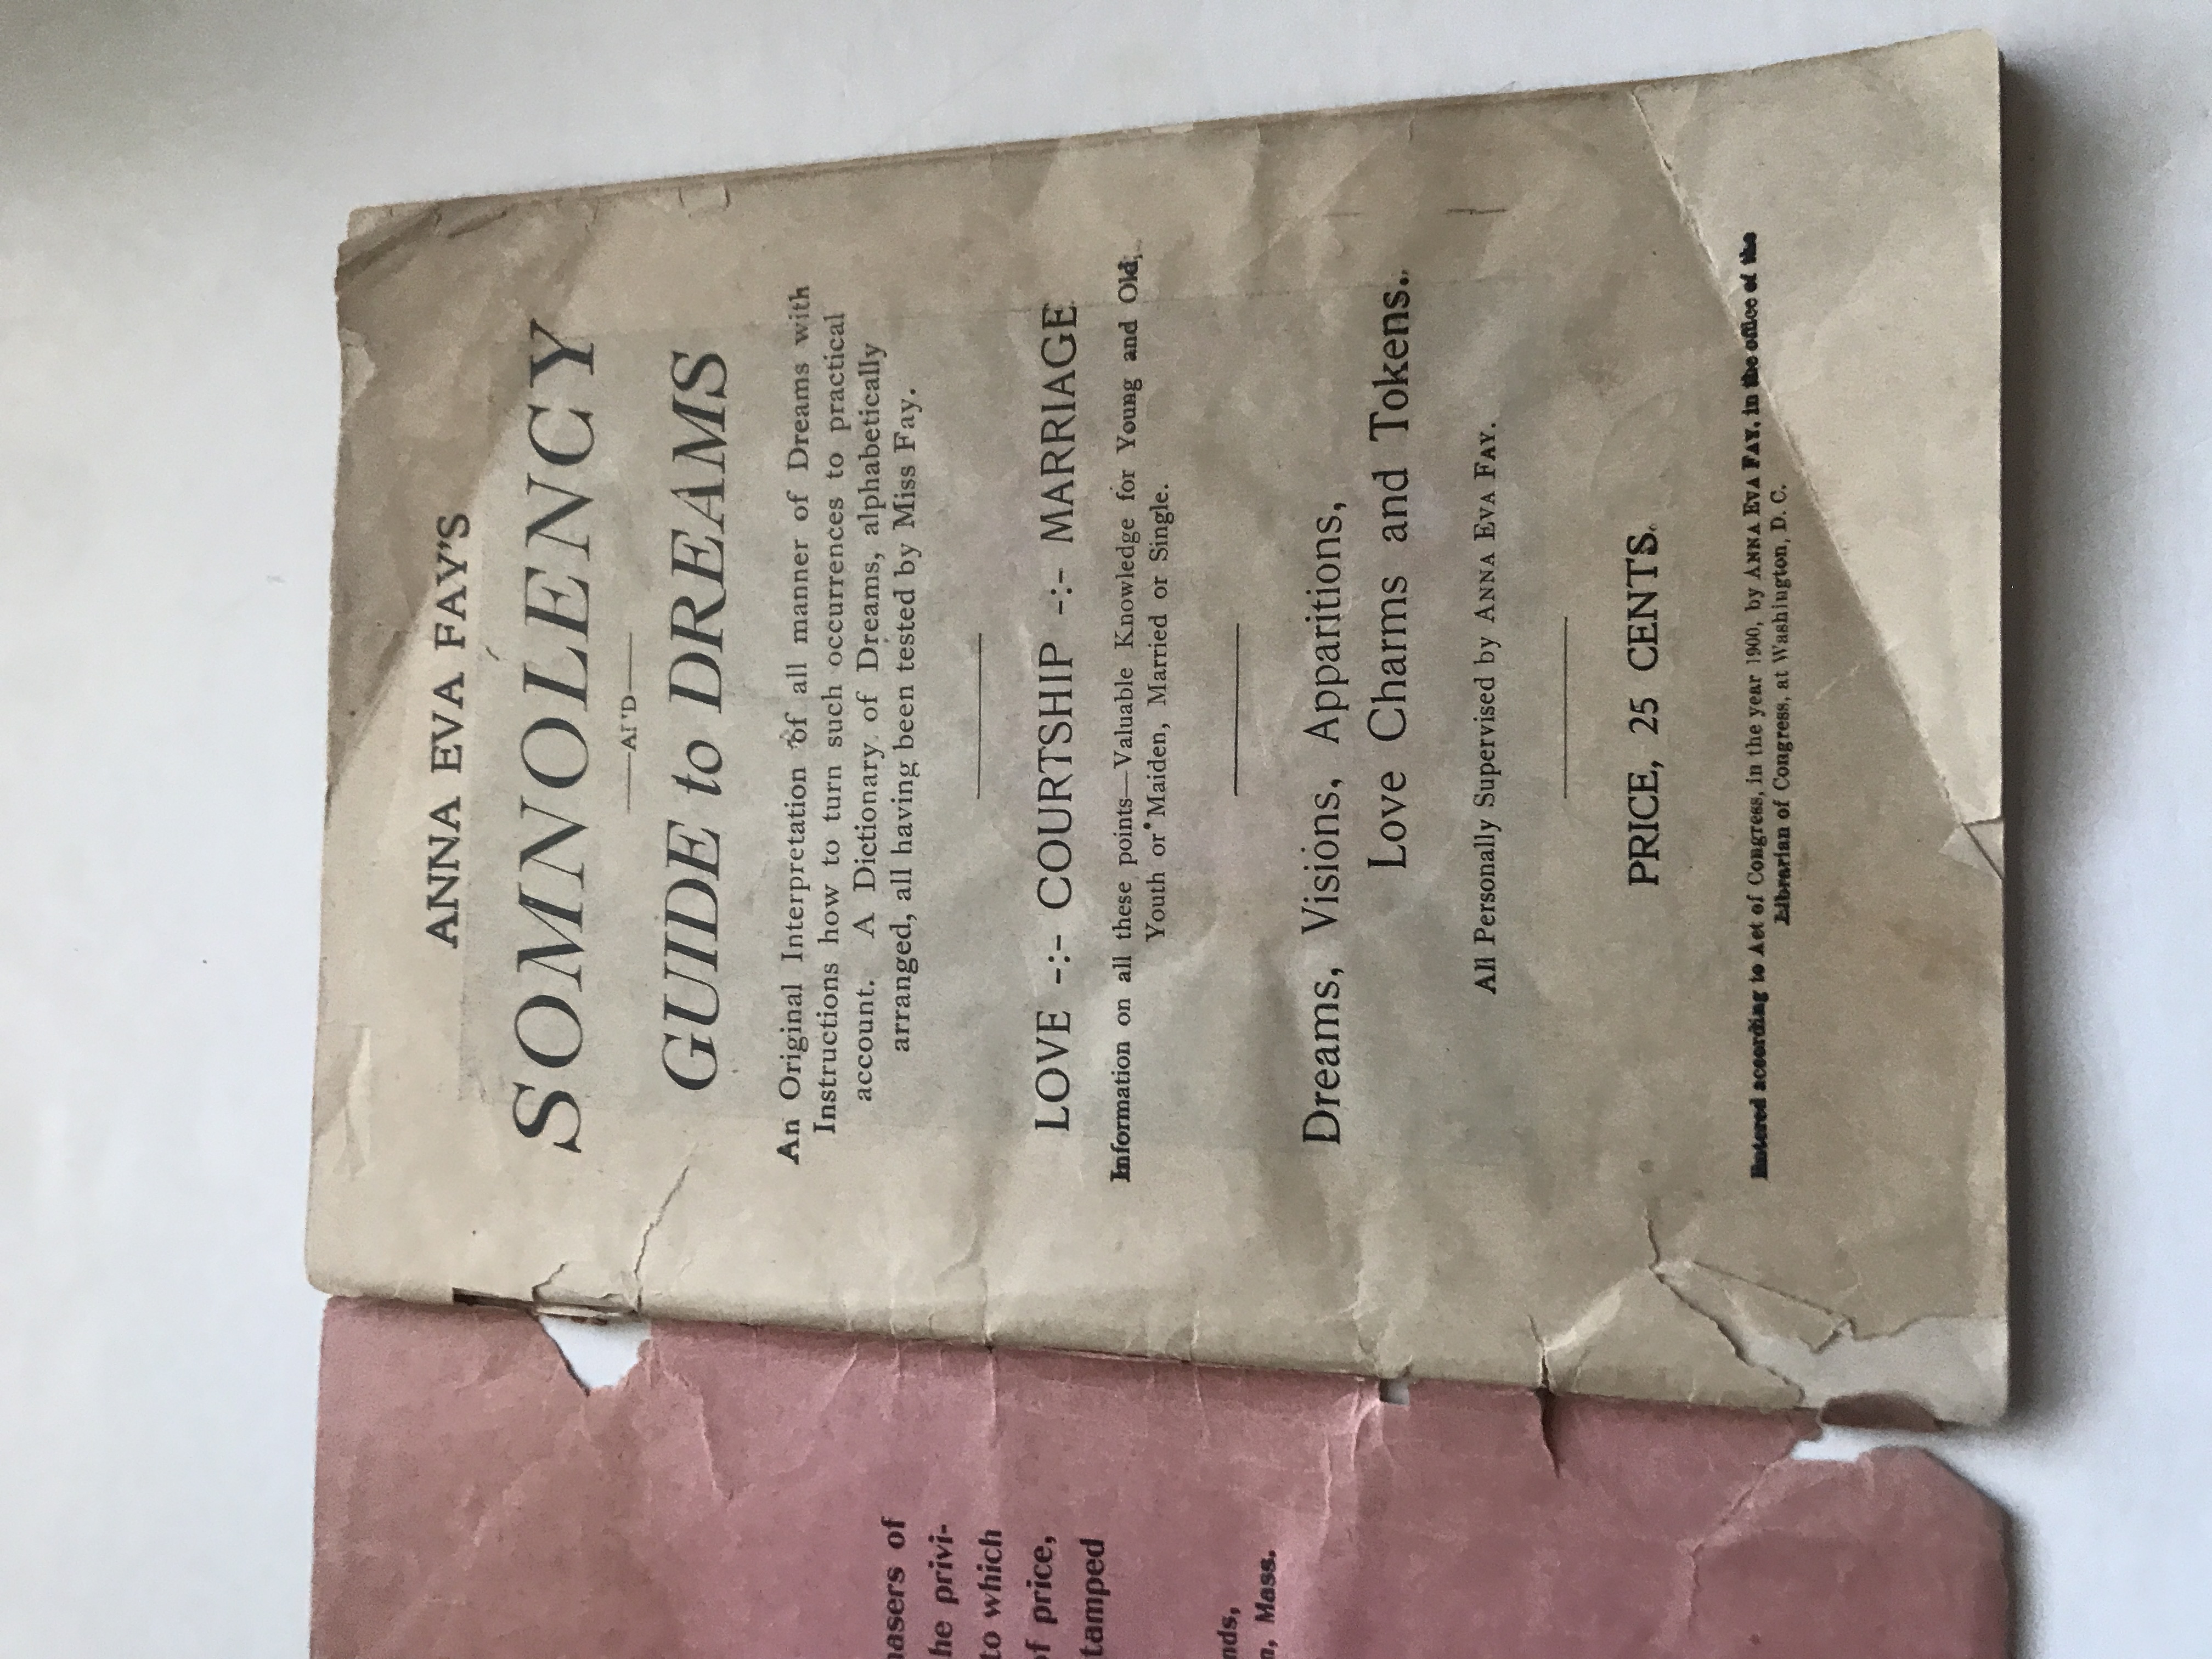 ANNA EVA FAY'S
SOMNOLENCY
—AND—
GUIDE to DREAMS
An Original Interpretation of all manner of Dreams with
Instructions how to turn such occurrences to practical
account. A Dictionary of Dreams, alphabetically
arranged, all having been tested by Miss Fay.
LOVE -:- COURTSHIP -:- MARRIAGE
Information on all these points—Valuable Knowledge for Young and Old,
Youth or Maiden, Married or Single.
Dreams, Visions, Apparitions,
Love Charms and Tokens.
All Personally Supervised by ANNA EVA FAY.
PRICE, 25 CENTS.
Entered according to Act of Congress, in the year 1900, by ANNA EVA FAY, in the office of the
Librarian of Congress, at Washington, D. C.
of
he privi-
to which
of price,
Mass.